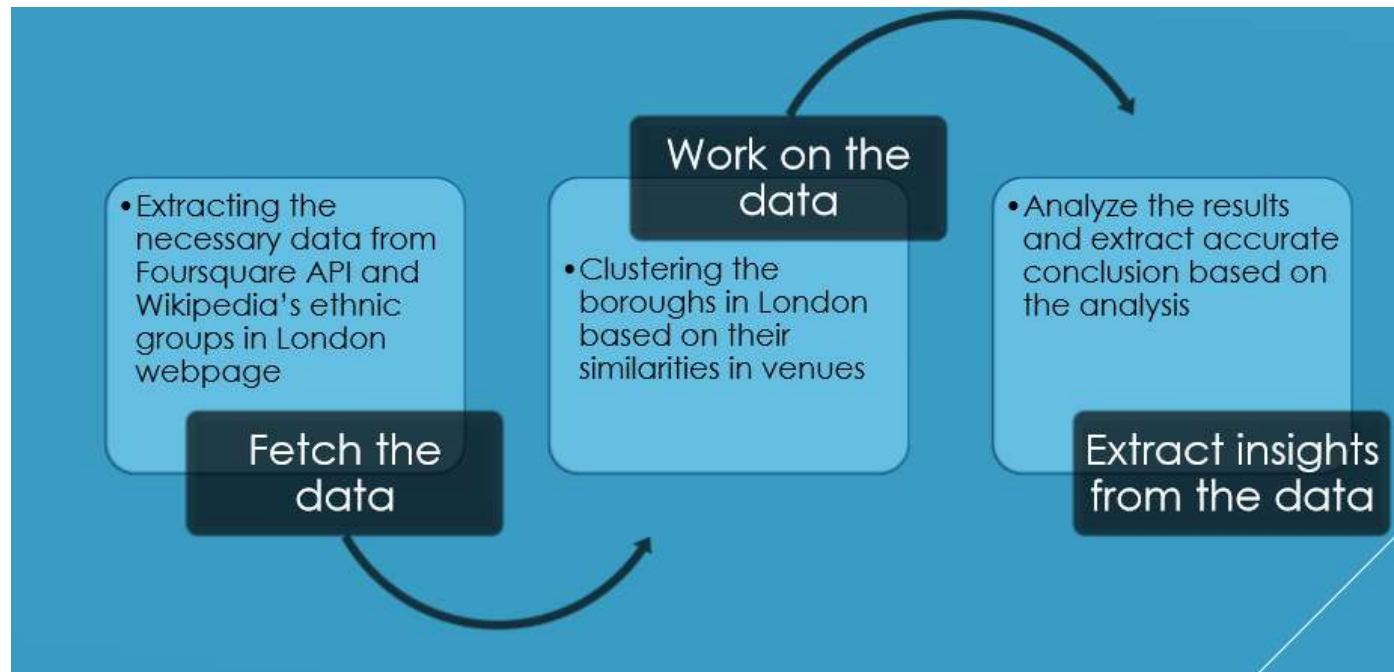 •Extracting the
necessary data from
Foursquare API and
Wikipedia's ethnic
groups in London
webpage
Fetch the
data
Work on the
data
•Clustering the
boroughs in London
based on their
similarities in venues
•Analyze the results
and extract accurate
conclusion based on
the analysis
Extract insights
from the data